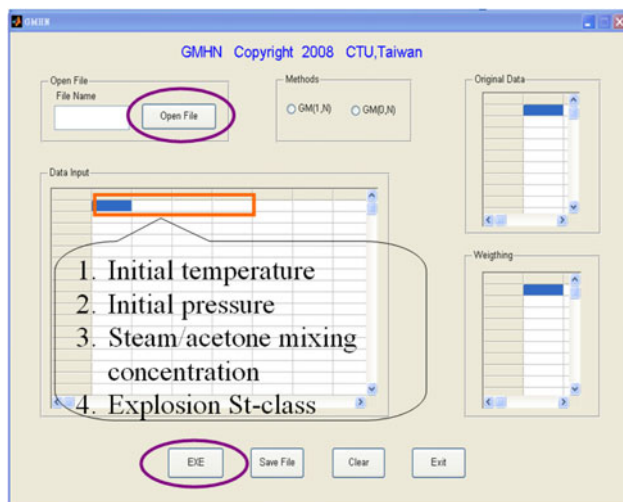 GMHN
GMHN Copyright 2008 CTU,Taiwan
Open File
File Name
Open File
Methods
GM(1,N)
GM(0,N)
Original Data
Data Input
1. Initial temperature
2. Initial pressure
3. Steam/acetone mixing
concentration
4. Explosion St-class
Weigthing
EXE
Save File
Clear
Exit